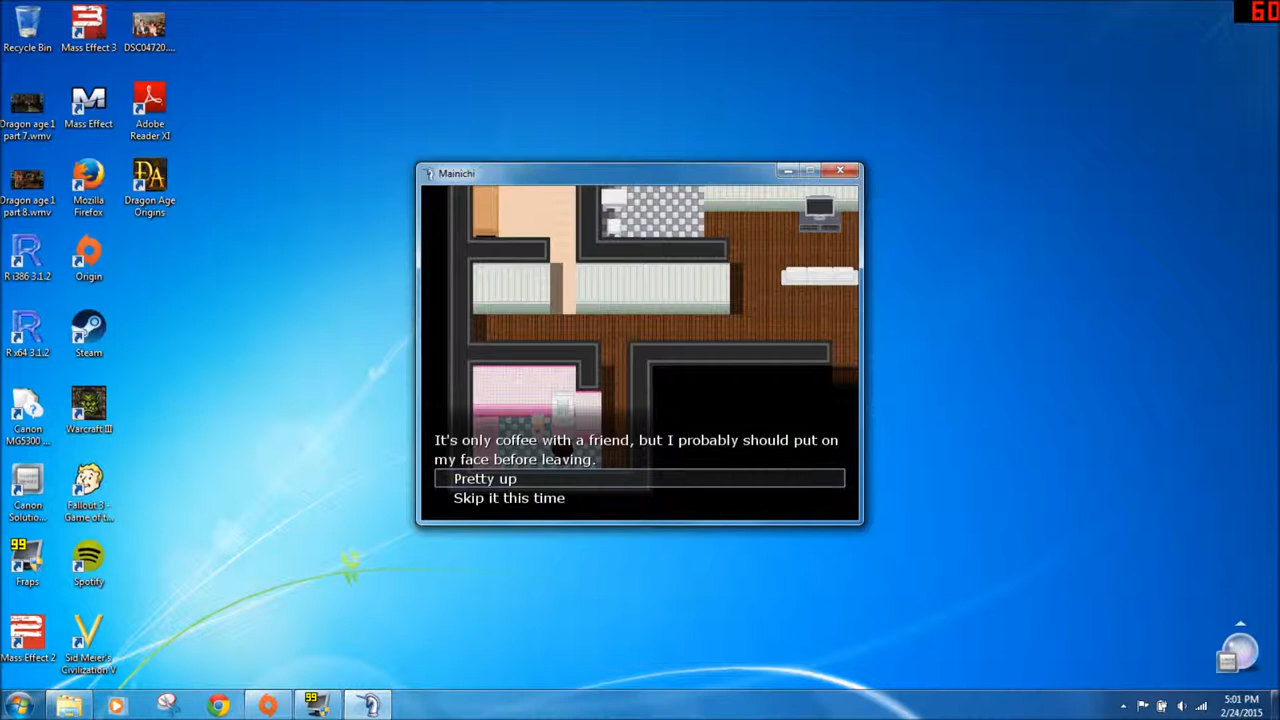 60
Recycle Bin
Mass Effect 3
DSC04720....
Dragon age 1
part 7.wmv
Mass Effect
Adobe
Reader XI
Dragon age 1
part 8.wmv
Mozilla
Firefox
Dragon Age
Origins
R i386 3.1.2
Origin
R x64 3.1.2
Steam
Canon
MG5300 ...
Warcraft III
Canon
Solutio...
Fallout 3 -
Game of t...
99
Fraps
Spotify
Mass Effect 2
Sid Meier's
Civilization V
Mainichi
It's only coffee with a friend, but I probably should put on
my face before leaving.
Pretty up
Skip it this time
99
5:01 PM
2/24/2015